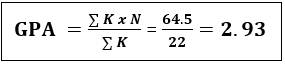 GPA = ∑ K x N / ∑ K = 64.5 / 22 = 2.93